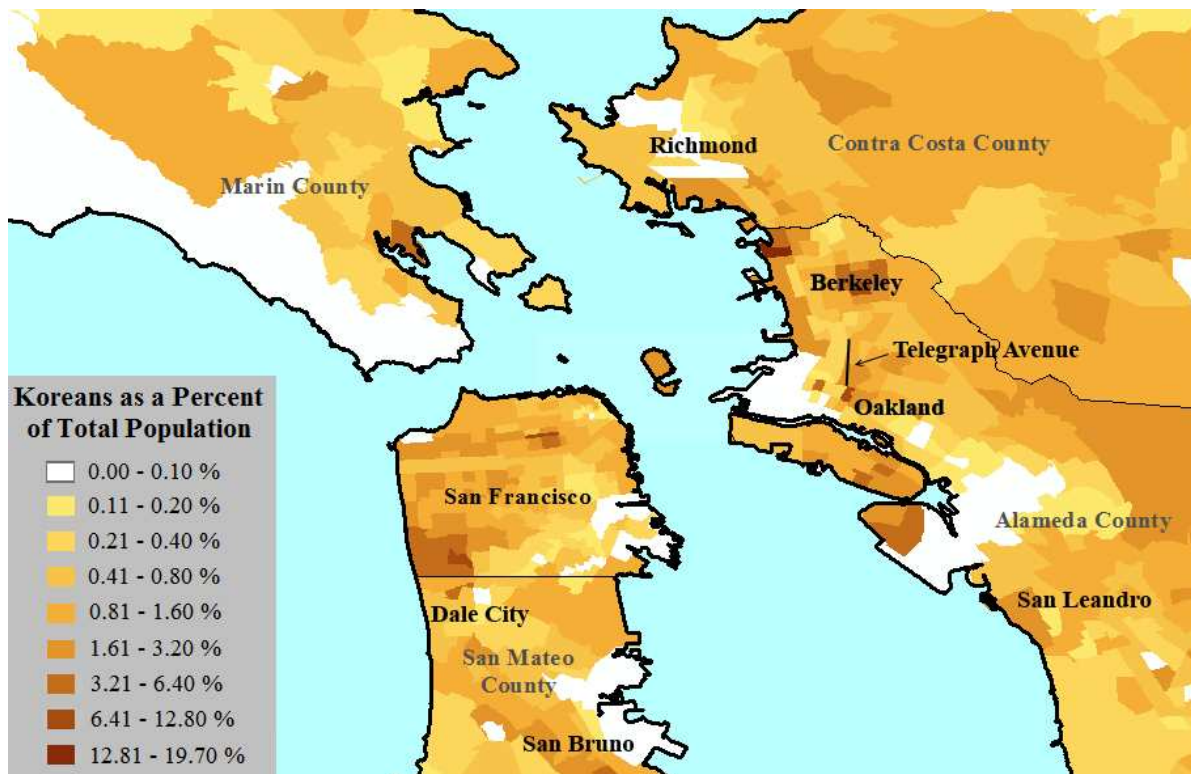 Richmond
Contra Costa County
Marin County
Berkeley
Telegraph Avenue
Oakland
San Francisco
Alameda County
San Leandro
Dale City
San Mateo
County
San Bruno
Koreans as a Percent
of Total Population
0.00 - 0.10 %
0.11 - 0.20 %
0.21 - 0.40 %
0.41 - 0.80 %
0.81 - 1.60 %
1.61 - 3.20 %
3.21 - 6.40 %
6.41 - 12.80 %
12.81 - 19.70 %